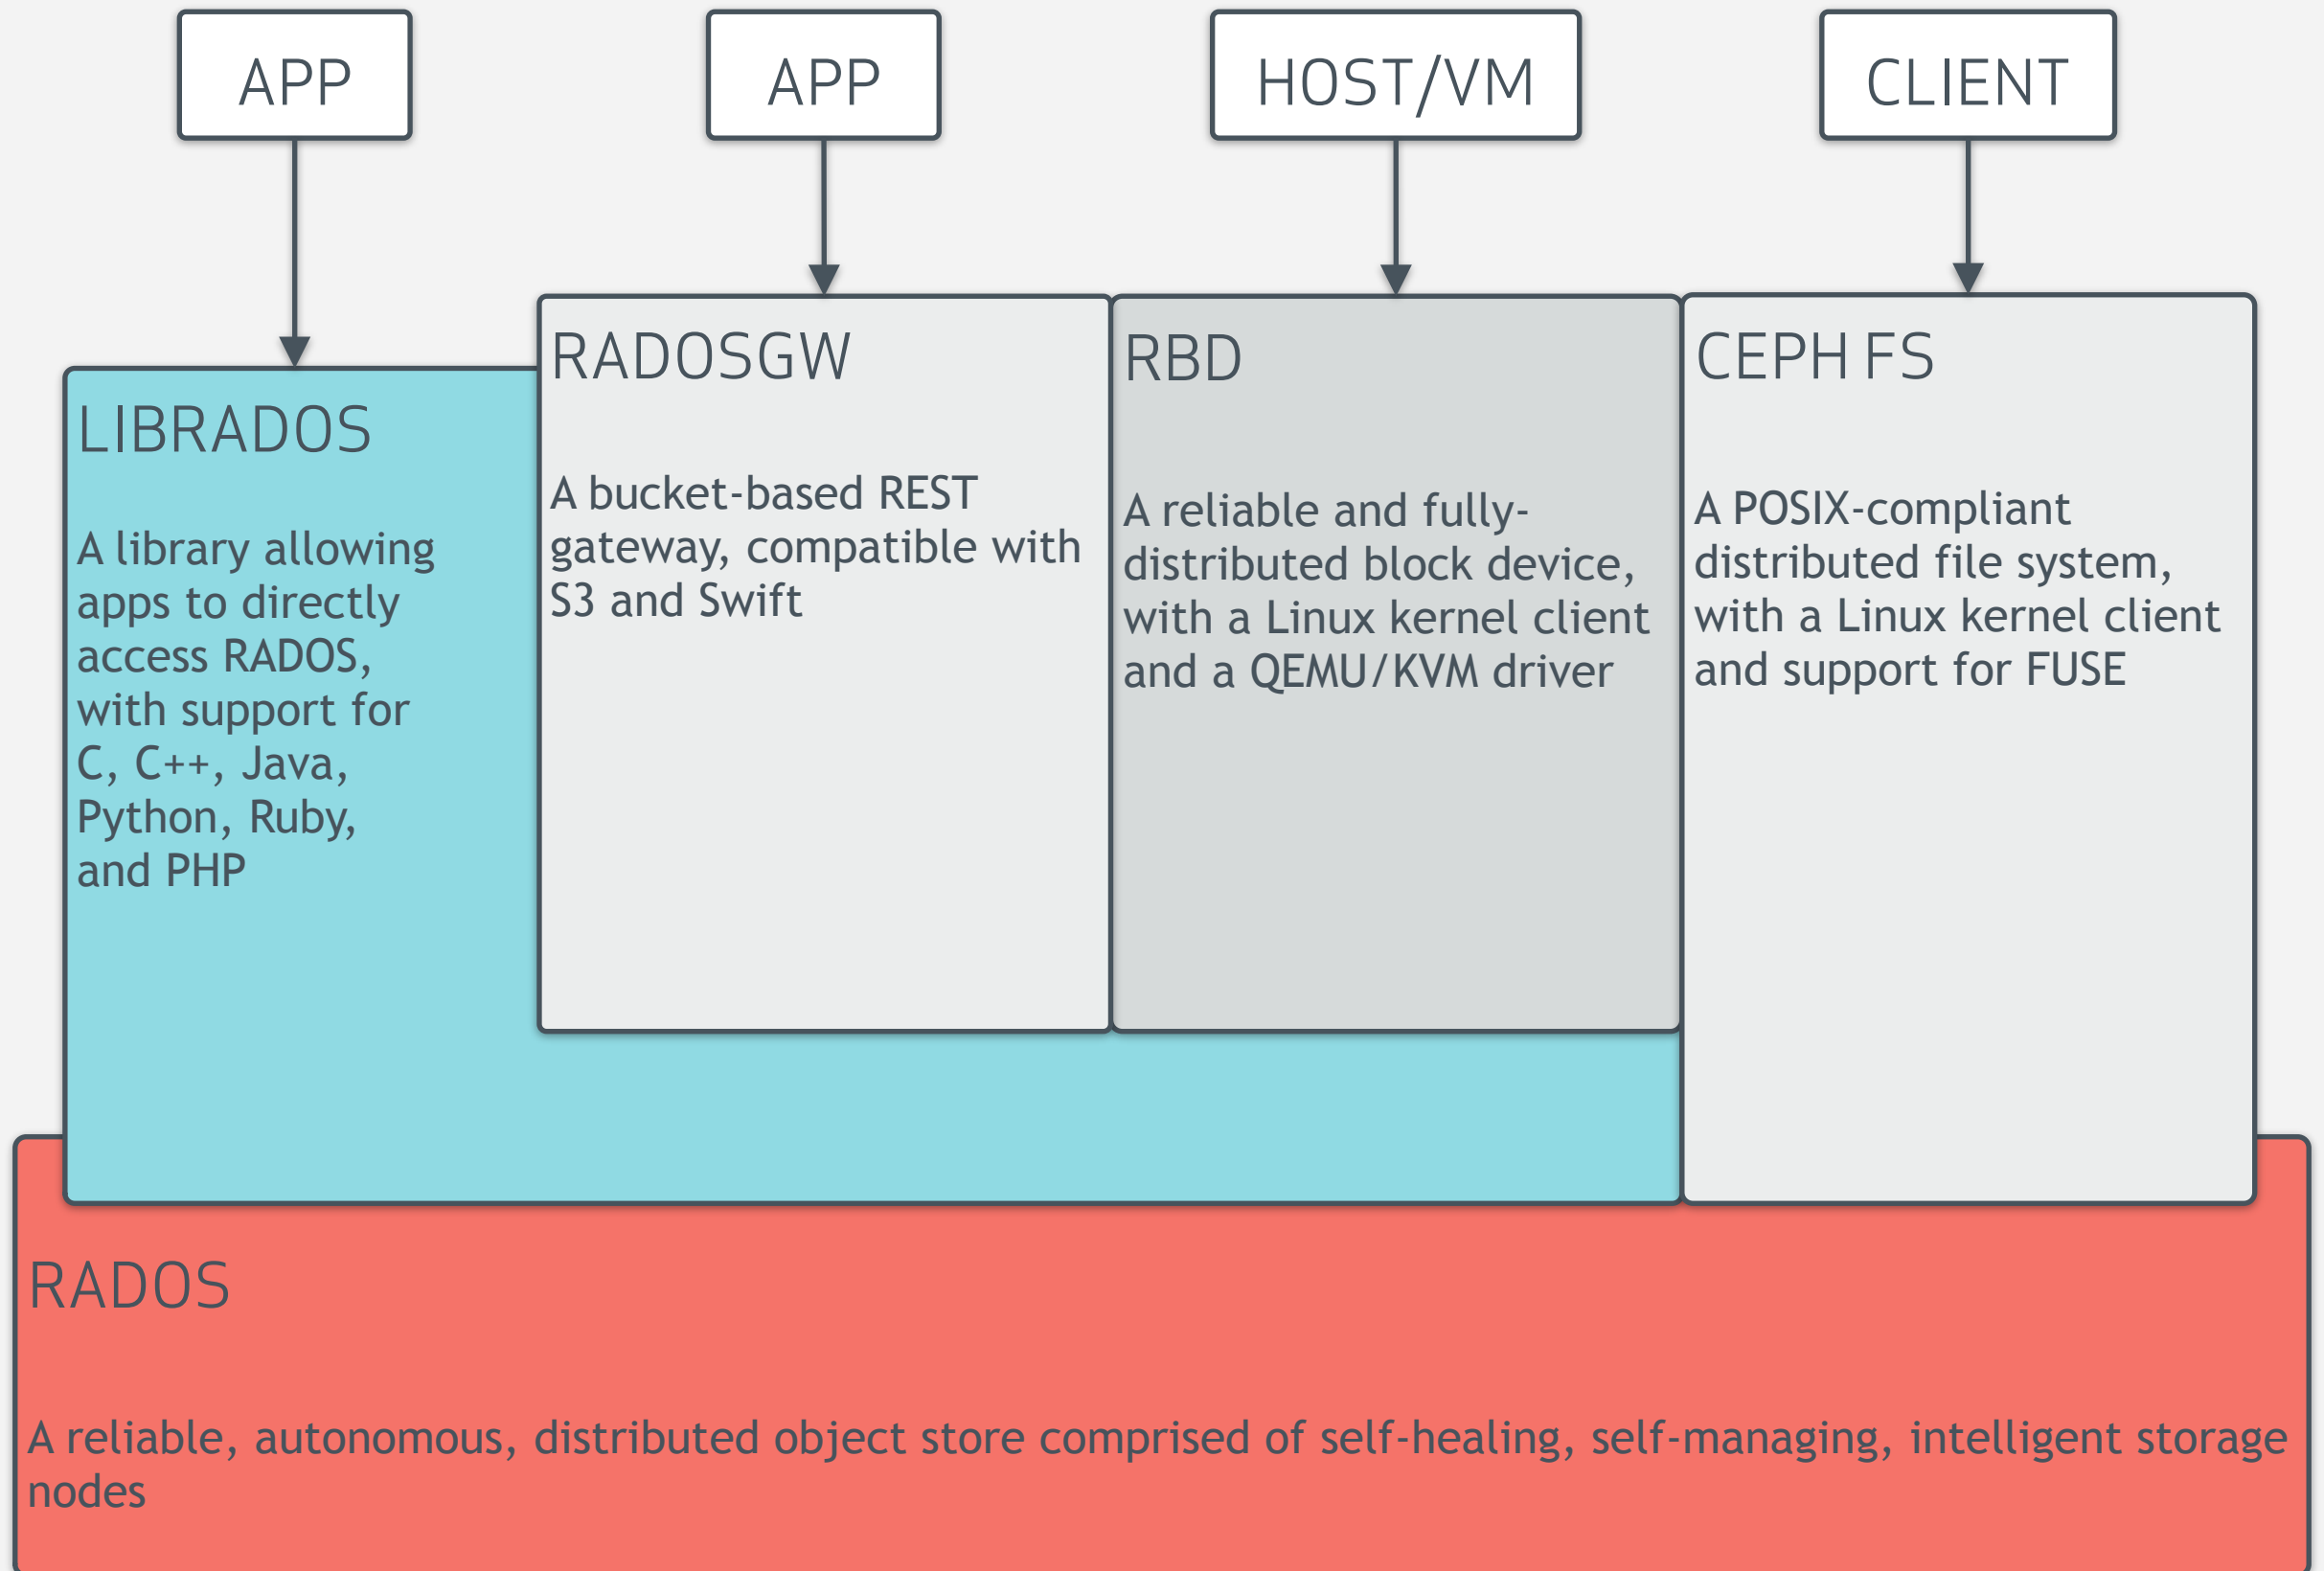 APP
APP
HOST/VM
CLIENT
LIBRADOS
A library allowing
apps to directly
access RADOS,
with support for
C, C++, Java,
Python, Ruby,
and PHP
RADOSGW
A bucket-based REST
gateway, compatible with
S3 and Swift
RBD
A reliable and fully-
distributed block device,
with a Linux kernel client
and a QEMU/KVM driver
CEPH FS
A POSIX-compliant
distributed file system,
with a Linux kernel client
and support for FUSE
RADOS
A reliable, autonomous, distributed object store comprised of self-healing, self-managing, intelligent storage
nodes